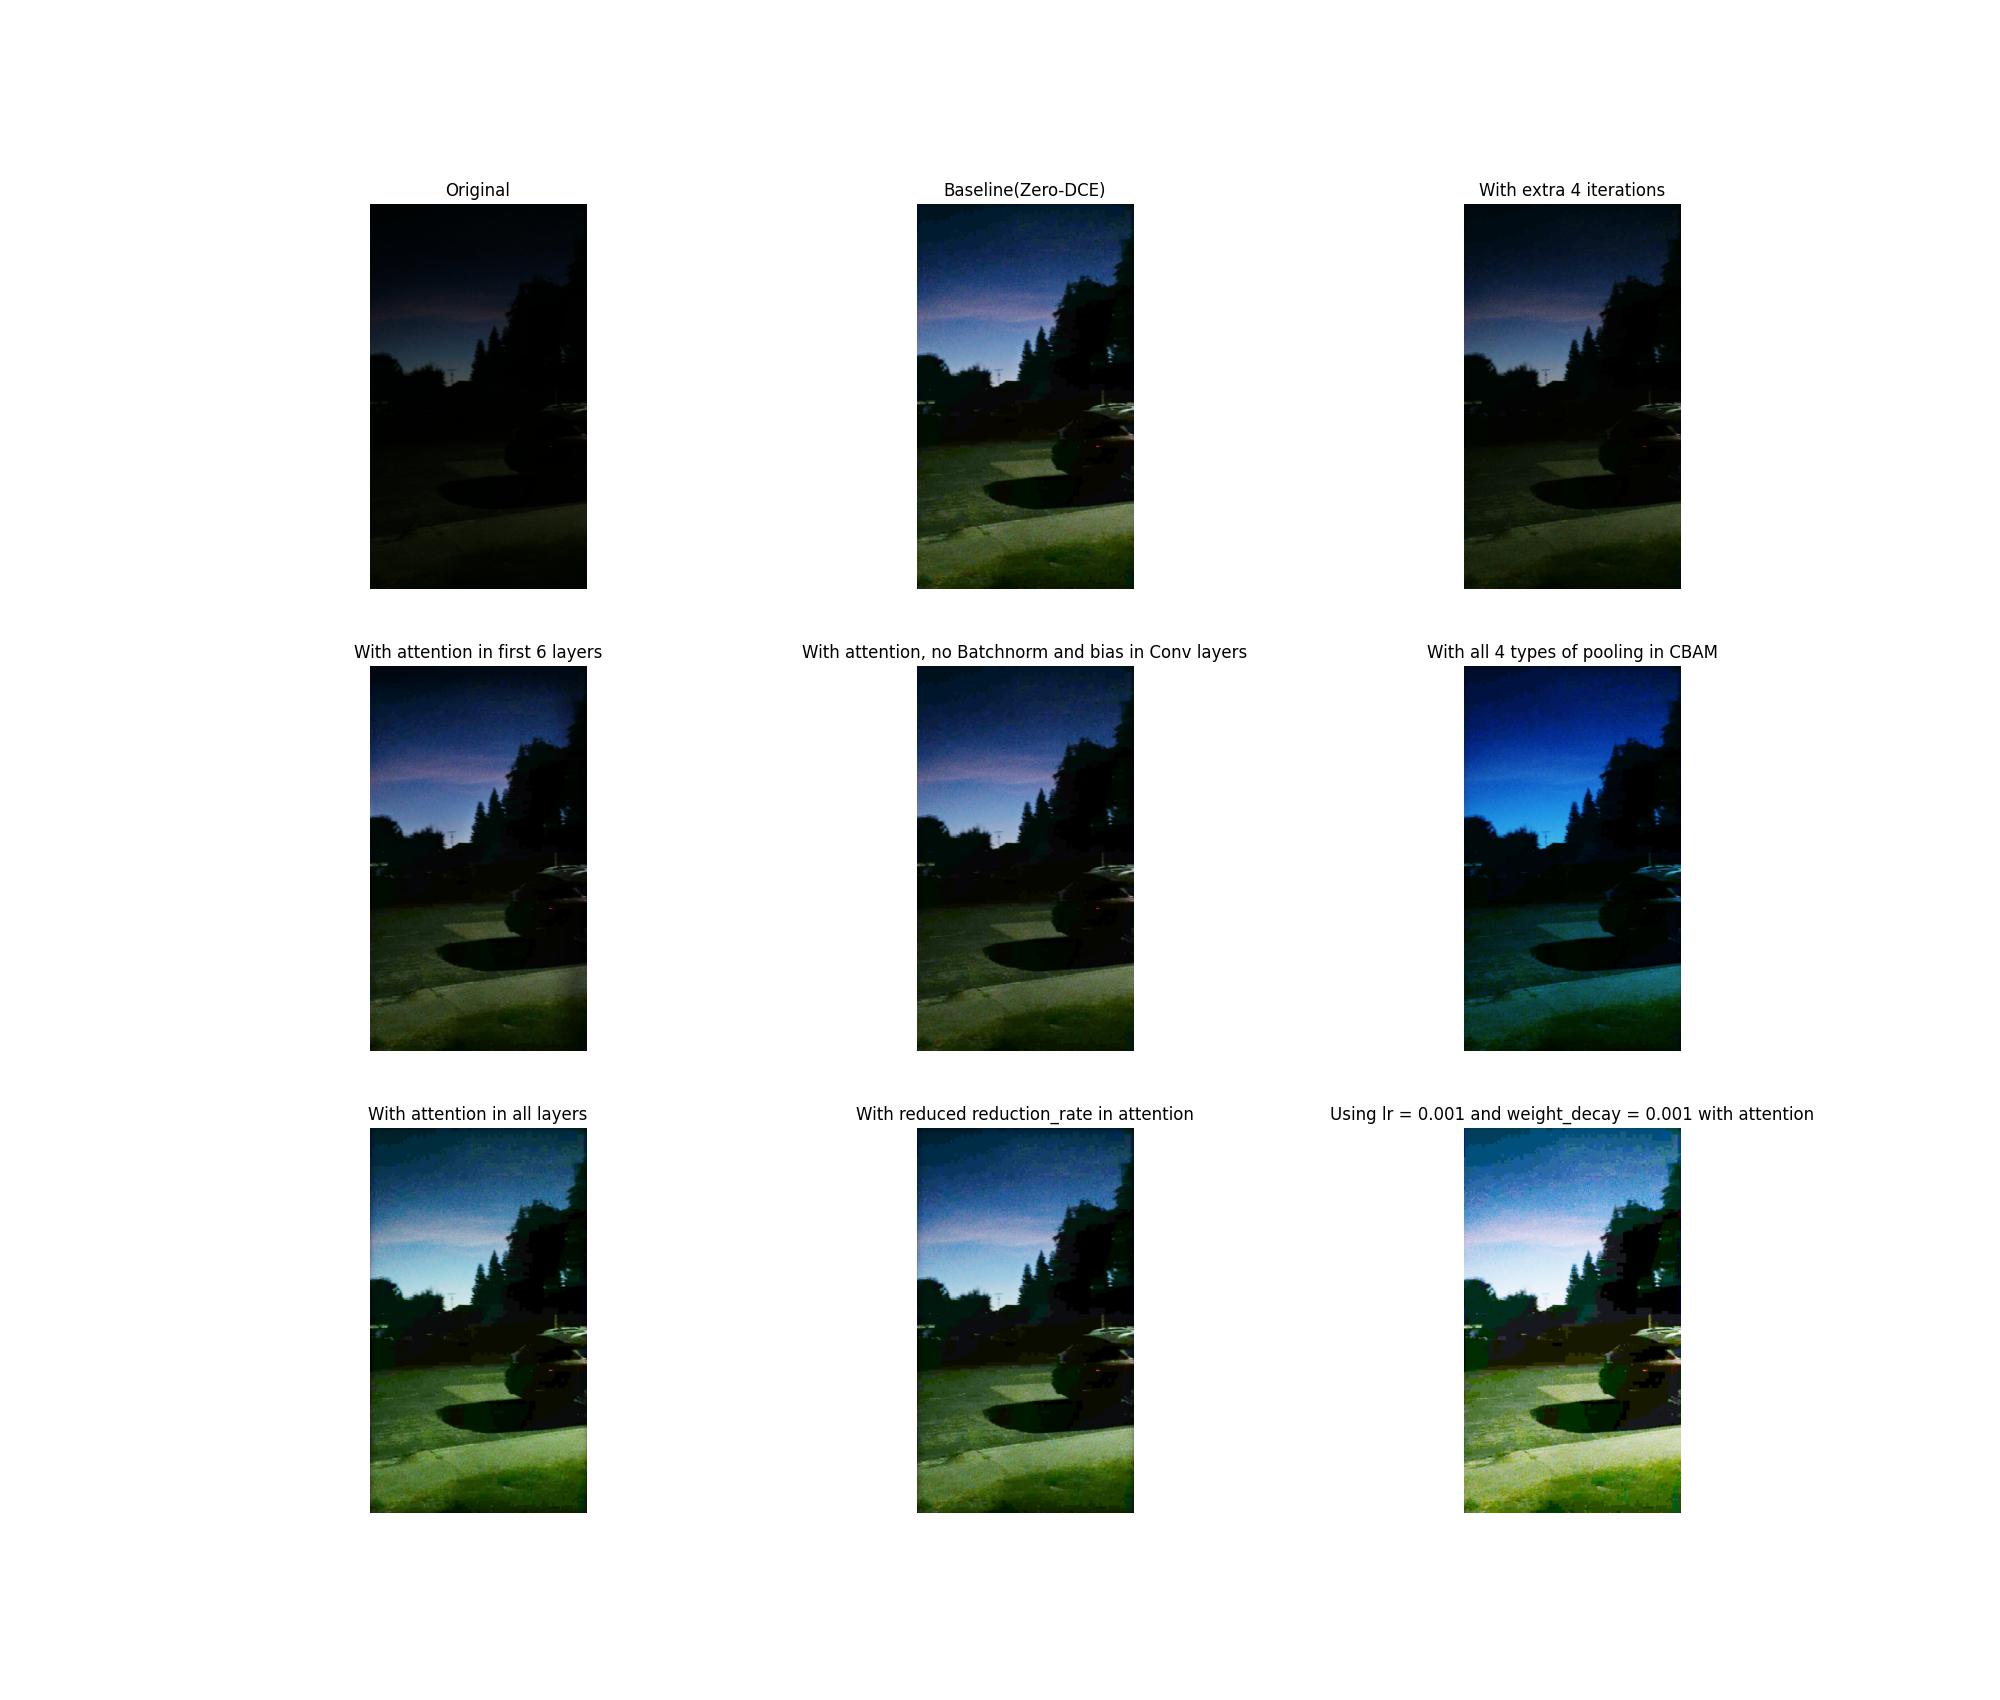 Original
Baseline(Zero-DCE)
With extra 4 iterations
With attention in first 6 layers
With attention, no Batchnorm and bias in Conv layers
With all 4 types of pooling in CBAM
With attention in all layers
With reduced reduction_rate in attention
Using lr = 0.001 and weight_decay = 0.001 with attention